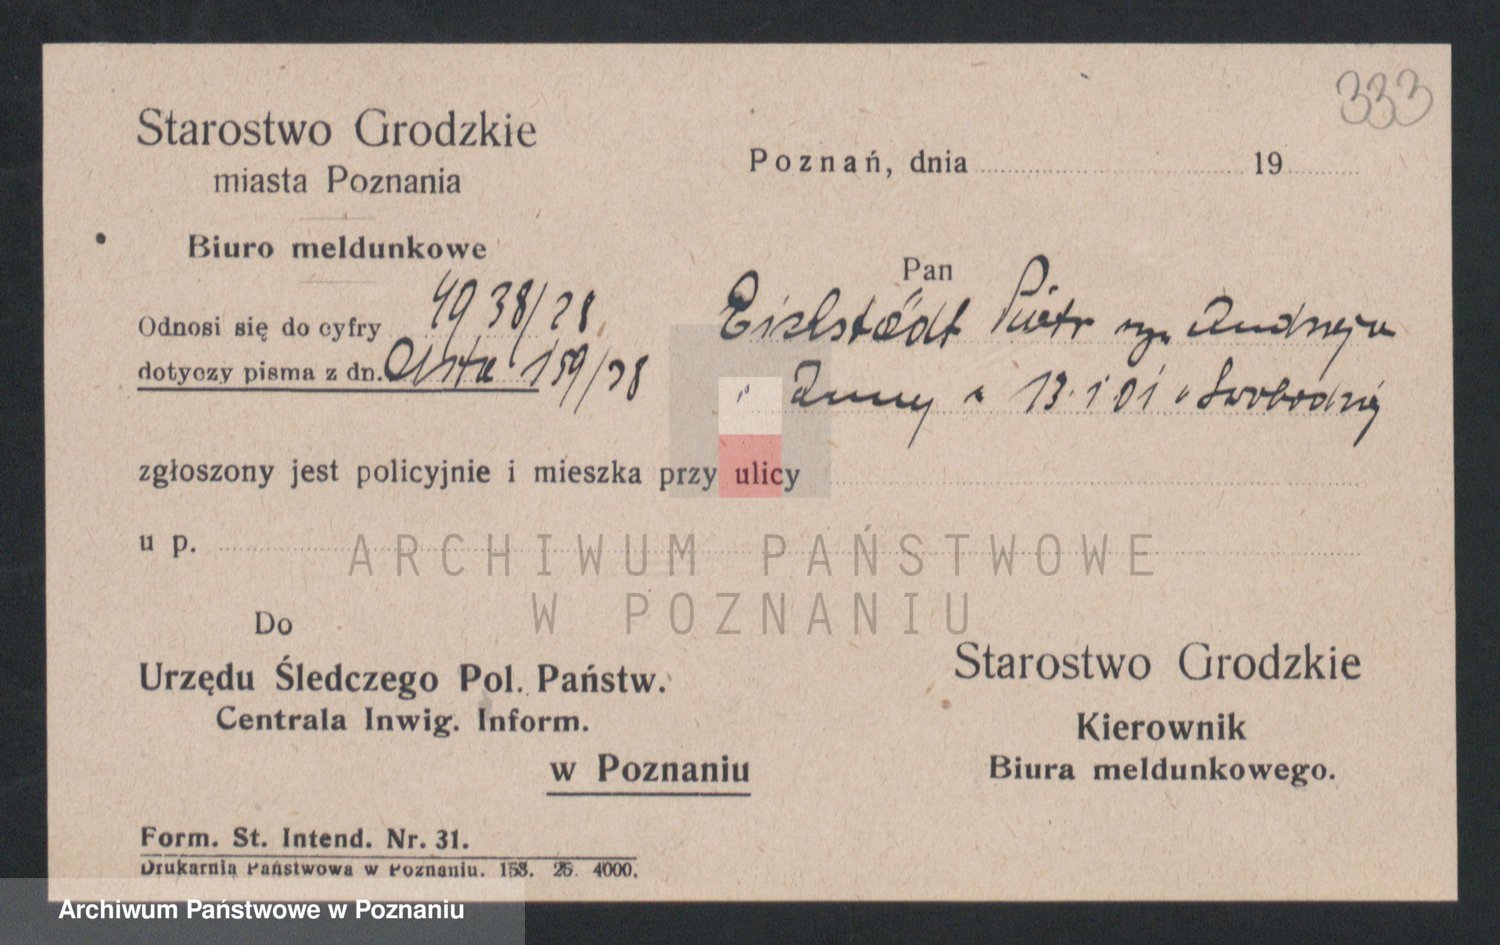 333
Starostwo Grodzkie
miasta Poznania
Poznań, dnia 19
Biuro meldunkowe
Pan
Odnosi się do cyfry 4938/28
dotyczy pisma z dn. 159/28
Piotr Andrzeja
i Anny 13.1.01
zgłoszony jest policyjnie i mieszka przy ulicy
u p.
ARCHIWUM PAŃSTWOWE
W POZNANIU
Do
Urzędu Śledczego Pol. Państw.
Centrala Inwig. Inform.
w Poznaniu
Starostwo Grodzkie
Kierownik
Biura meldunkowego.
Form. St. Intend. Nr. 31.
Drukarnia Państwowa w Poznaniu. 153. 25. 4000.
Archiwum Państwowe w Poznaniu